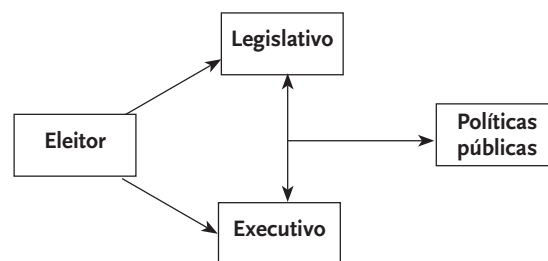 Legislativo
Eleitor
Políticas
públicas
Executivo